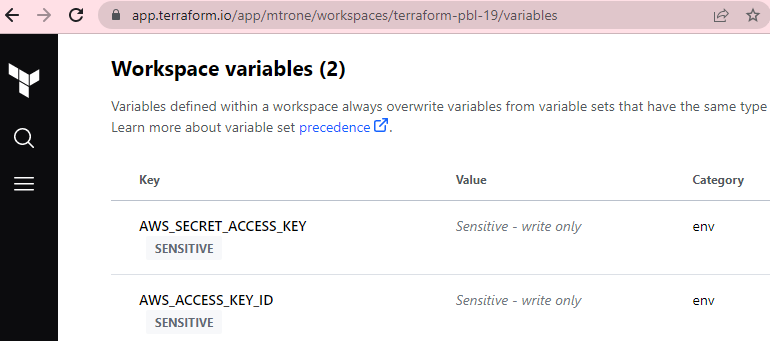 app.terraform.io/app/mtrone/workspaces/terraform-pbl-19/variables
Workspace variables (2)
Variables defined within a workspace always overwrite variables from variable sets that have the same type
Learn more about variable set precedence.
Key Value Category
AWS_SECRET_ACCESS_KEY Sensitive - write only env
SENSITIVE
AWS_ACCESS_KEY_ID Sensitive - write only env
SENSITIVE